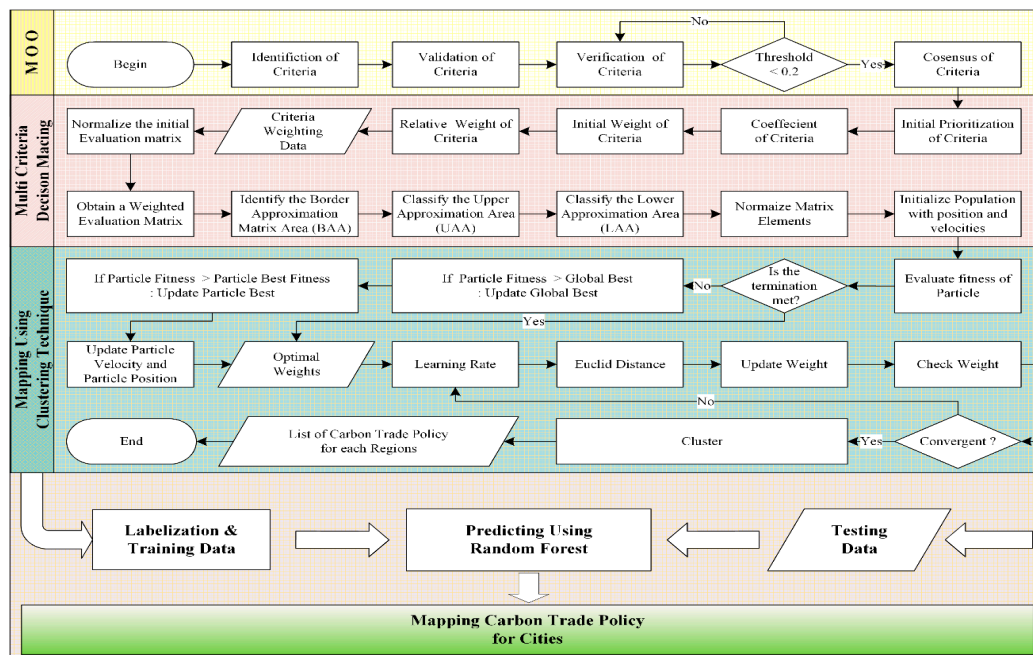 M O O
Begin
Identifiction of
Criteria
Validation of
Criteria
Verification of
Criteria
No
Threshold
< 0.2
Yes
Cosensus of
Criteria
Multi Criteria
Decison Macing
Normalize the initial
Evaluation matrix
Criteria
Weighting
Data
Relative Weight of
Criteria
Initial Weight of
Criteria
Coeffecient of
Criteria
Initial Prioritization of
Criteria
Obtain a Weighted
Evaluation Matrix
Identify the Border
Approximation
Matrix Area (BAA)
Classify the Upper
Approximation Area
(UAA)
Classify the Lower
Approximation Area
(LAA)
Normaize Matrix
Elements
Initialize Population
with position and
velocities
Mapping Using
Clustering Technique
If Particle Fitness > Particle Best Fitness
: Update Particle Best
If Particle Fitness > Global Best
: Update Global Best
No
Is the
termination
met?
Evaluate fitness of
Particle
Yes
Update Particle
Velocity and
Particle Position
Optimal
Weights
Learning Rate
Euclid Distance
Update Weight
Check Weight
No
End
List of Carbon Trade Policy
for each Regions
Cluster
Yes
Convergent ?
Labelization &
Training Data
Predicting Using
Random Forest
Testing
Data
Mapping Carbon Trade Policy
for Cities